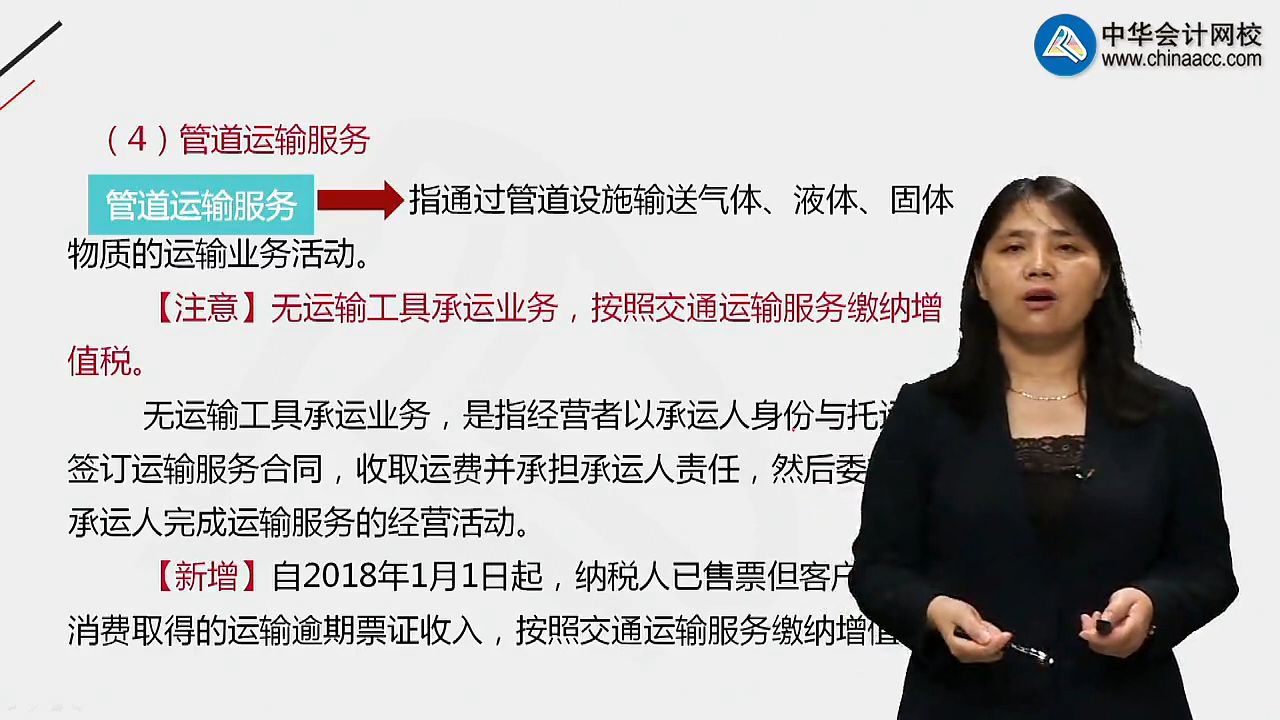 中华会计网校
www.chinaacc.com
（4）管道运输服务
管道运输服务 指通过管道设施输送气体、液体、固体
物质的运输业务活动。
【注意】无运输工具承运业务，按照交通运输服务缴纳增
值税。
无运输工具承运业务，是指经营者以承运人身份与托运
签订运输服务合同，收取运费并承担承运人责任，然后委
承运人完成运输服务的经营活动。
【新增】自2018年1月1日起，纳税人已售票但客户
消费取得的运输逾期票证收入，按照交通运输服务缴纳增值